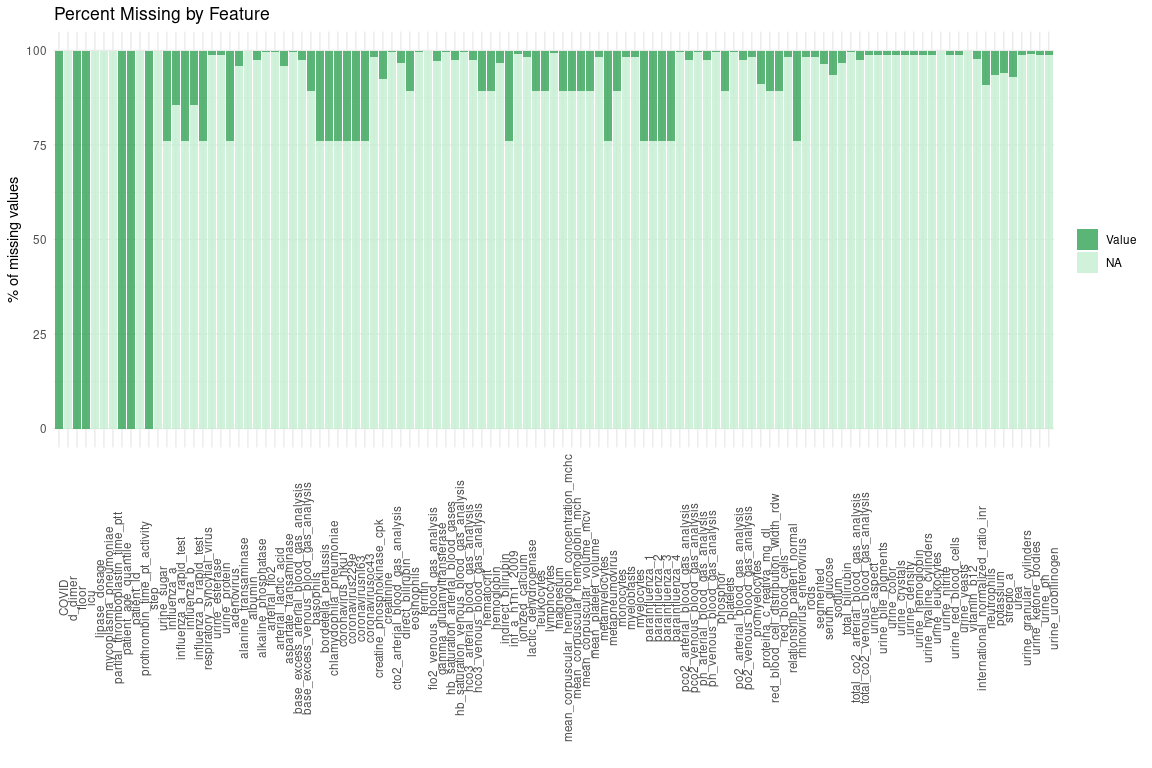 Percent Missing by Feature
% of missing values
100
75
50
25
0
Value
NA
COVID
d_dimer
floor
icu
lipase_dosage
mycoplasma_pneumoniae
partial_thromboplastin_time_ptt
patient_age_quantile
patient_id
prothrombin_time_pt_activity
step
urine_sugar
influenza_a
influenza_a_rapid_test
influenza_b
influenza_b_rapid_test
respiratory_syncytial_virus
urine_esterase
urine_protein
adenovirus
alanine_transaminase
albumin
alkaline_phosphatase
arterial_fio2
arterial_lactic_acid
aspartate_transaminase
base_excess_arterial_blood_gas_analysis
base_excess_venous_blood_gas_analysis
basophils
bordetella_pertussis
chlamydophila_pneumoniae
coronavirus_hku1
coronavirus229e
coronavirusnl63
coronavirusoc43
creatine_phosphokinase_cpk
creatinine
cto2_arterial_blood_gas_analysis
direct_bilirubin
eosinophils
ferritin
fio2_venous_blood_gas_analysis
gamma_glutamyltransferase
hb_saturation_arterial_blood_gases
hb_saturation_venous_blood_gas_analysis
hco3_arterial_blood_gas_analysis
hco3_venous_blood_gas_analysis
hematocrit
hemoglobin
indirect_bilirubin
inf_a_h1n1_2009
ionized_calcium
lactic_dehydrogenase
leukocytes
lymphocytes
magnesium
mean_corpuscular_hemoglobin_concentration_mchc
mean_corpuscular_hemoglobin_mch
mean_corpuscular_volume_mcv
mean_platelet_volume
metamyelocytes
metapneumovirus
monocytes
myeloblasts
myelocytes
parainfluenza_1
parainfluenza_2
parainfluenza_3
parainfluenza_4
pco2_arterial_blood_gas_analysis
pco2_venous_blood_gas_analysis
ph_arterial_blood_gas_analysis
ph_venous_blood_gas_analysis
phosphor
platelets
po2_arterial_blood_gas_analysis
po2_venous_blood_gas_analysis
promyelocytes
proteina_c_reativa_mg_dl
red_blood_cell_distribution_width_rdw
red_blood_cells
relationship_patient_normal
rhinovirus_enterovirus
rods
segmented
serum_glucose
sodium
total_bilirubin
total_co2_arterial_blood_gas_analysis
total_co2_venous_blood_gas_analysis
urine_aspect
urine_bile_pigments
urine_color
urine_crystals
urine_density
urine_hemoglobin
urine_hyaline_cylinders
urine_leukocytes
urine_nitrite
urine_red_blood_cells
urine_yeasts
vitamin_b12
international_normalized_ratio_inr
neutrophils
potassium
strepto_a
urea
urine_granular_cylinders
urine_ketone_bodies
urine_ph
urine_urobilinogen